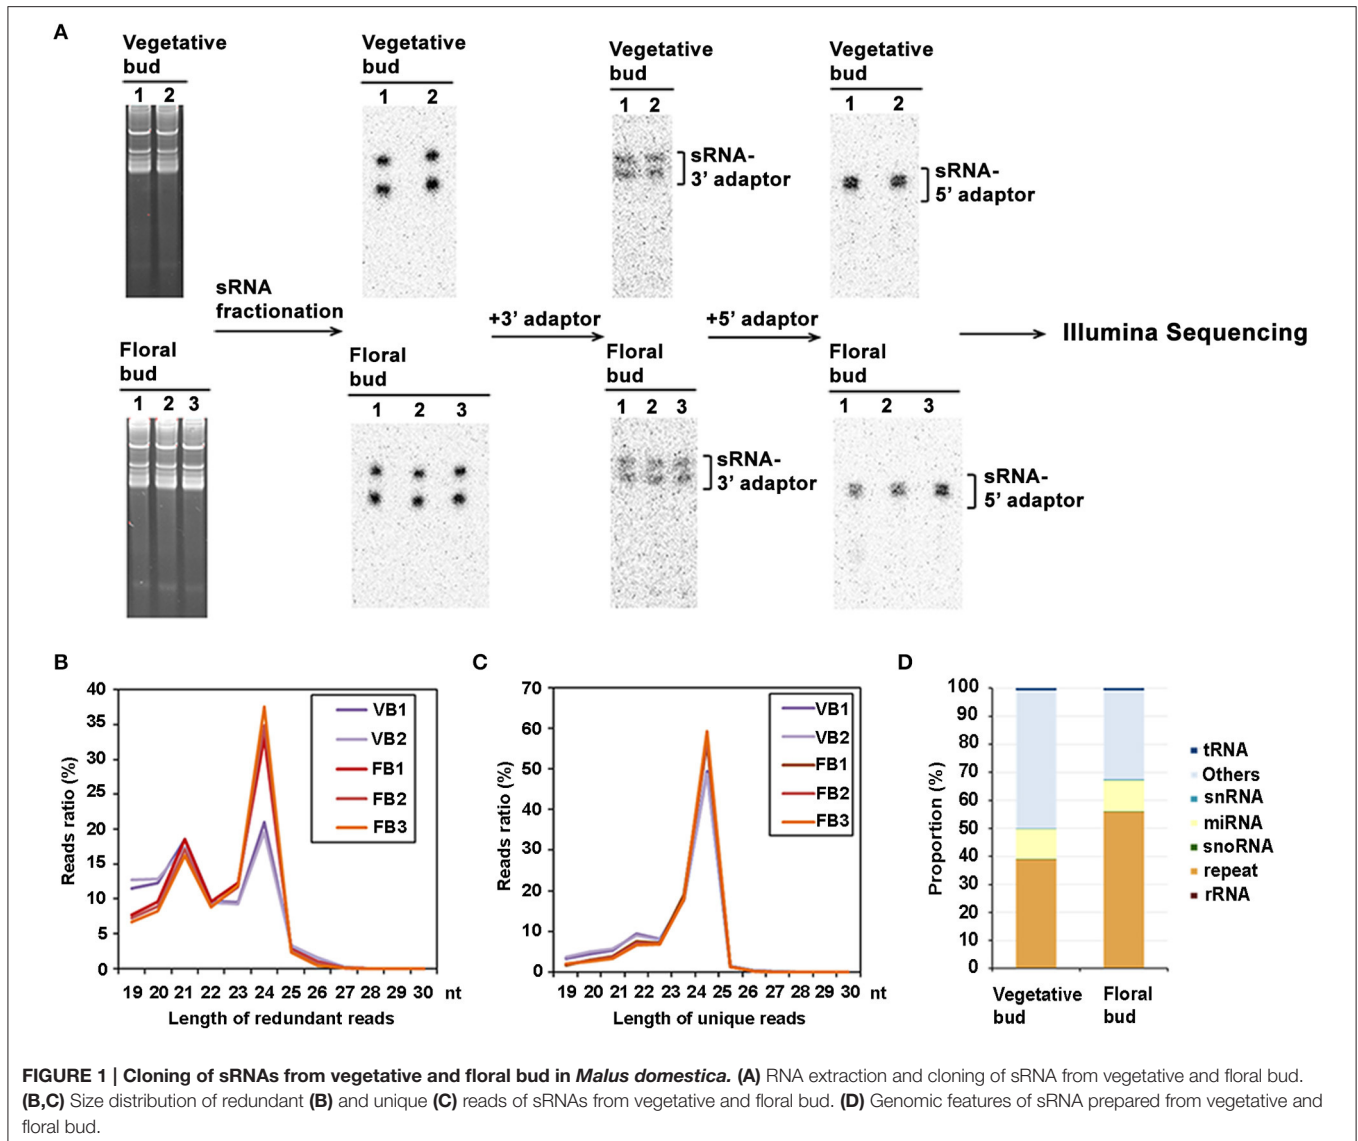 A
Vegetative
bud
1 2
Vegetative
bud
1 2
Vegetative
bud
1 2
sRNA-
3’ adaptor
Vegetative
bud
1 2
sRNA-
5’ adaptor
sRNA
fractionation
+3’ adaptor
+5’ adaptor
Illumina Sequencing
Floral
bud
1 2 3
Floral
bud
1 2 3
Floral
bud
1 2 3
sRNA-
3’ adaptor
Floral
bud
1 2 3
sRNA-
5’ adaptor
B
Reads ratio (%)
40
35
30
25
20
15
10
5
0
VB1
VB2
FB1
FB2
FB3
19 20 21 22 23 24 25 26 27 28 29 30 nt
Length of redundant reads
C
Reads ratio (%)
70
60
50
40
30
20
10
0
VB1
VB2
FB1
FB2
FB3
19 20 21 22 23 24 25 26 27 28 29 30 nt
Length of unique reads
D
Proportion (%)
100
90
80
70
60
50
40
30
20
10
0
Vegetative
bud
Floral
bud
tRNA
Others
snRNA
miRNA
snoRNA
repeat
rRNA
FIGURE 1 | Cloning of sRNAs from vegetative and floral bud in Malus domestica. (A) RNA extraction and cloning of sRNA from vegetative and floral bud.
(B,C) Size distribution of redundant (B) and unique (C) reads of sRNAs from vegetative and floral bud. (D) Genomic features of sRNA prepared from vegetative and
floral bud.